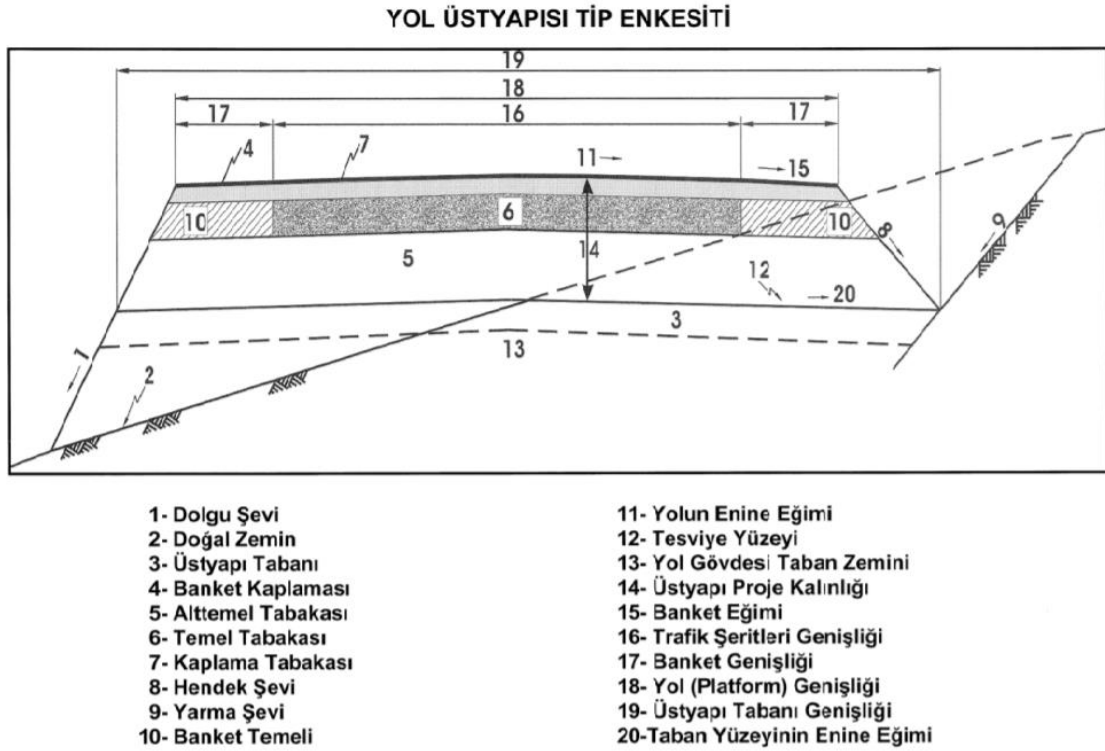 YOL ÜSTYAPISI TİP ENKESİTİ
19
18
17 16 17
4 7 11 15
10 6 10
8 9
5 14
12 20
3
1 13
2
1- Dolgu Şevi
2- Doğal Zemin
3- Üstyapı Tabanı
4- Banket Kaplaması
5- Alttemel Tabakası
6- Temel Tabakası
7- Kaplama Tabakası
8- Hendek Şevi
9- Yarma Şevi
10- Banket Temeli
11- Yolun Enine Eğimi
12- Tesviye Yüzeyi
13- Yol Gövdesi Taban Zemini
14- Üstyapı Proje Kalınlığı
15- Banket Eğimi
16- Trafik Şeritleri Genişliği
17- Banket Genişliği
18- Yol (Platform) Genişliği
19- Üstyapı Tabanı Genişliği
20-Taban Yüzeyinin Enine Eğimi